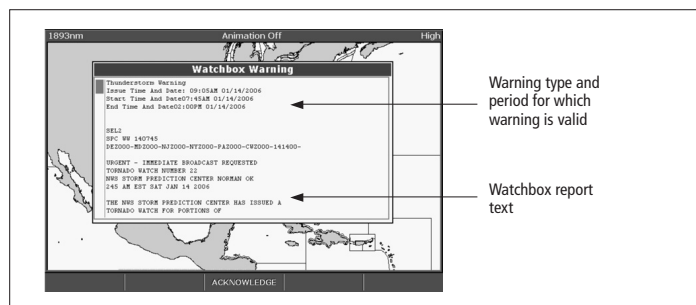 1893nm Animation Off High
Watchbox Warning
Thunderstorm Warning
Issue Time And Date: 09:05AM 01/14/2006
Start Time And Date07:45AM 01/14/2006
End Time And Date02:00PM 01/14/2006
SEL2
SPC WW 140745
DEZ000-MDZ000-NJZ000-NYZ000-PAZ000-CWZ000-141400-
URGENT - IMMEDIATE BROADCAST REQUESTED
TORNADO WATCH NUMBER 22
NWS STORM PREDICTION CENTER NORMAN OK
245 AM EST SAT JAN 14 2006
THE NWS STORM PREDICTION CENTER HAS ISSUED A
TORNADO WATCH FOR PORTIONS OF
ACKNOWLEDGE
Warning type and
period for which
warning is valid
Watchbox report
text